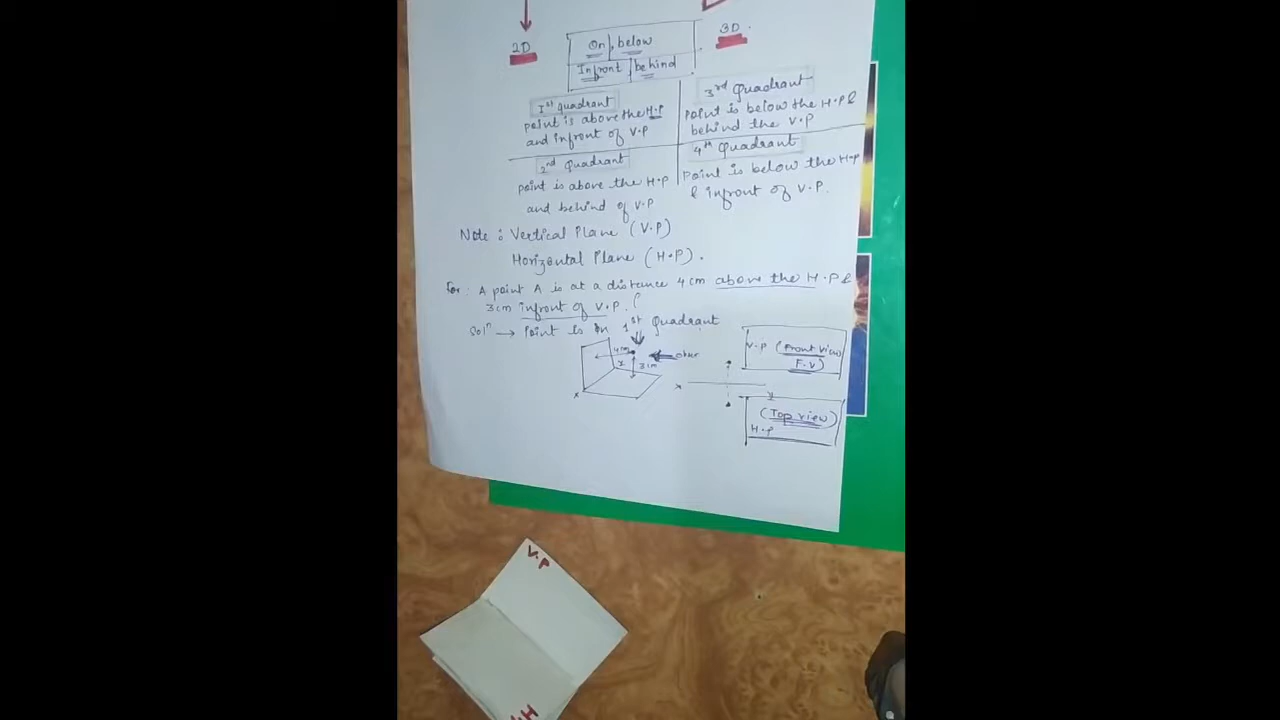 2D
3D.
On, below
Infront, behind
1st quadrant
point is above the H.P
and infront of V.P
3rd Quadrant
point is below the H.P &
behind the V.P
2nd Quadrant
point is above the H.P
and behind of V.P
4th Quadrant
Point is below the H.P
& infront of V.P.
Note : Vertical Plane (V.P)
Horizontal Plane (H.P).
A point A is at a distance 4 cm above the H.P &
3cm infront of V.P.
Soln → Point is in 1st Quadrant
4cm
3cm
X
x
x
V.P (Front view)
F.V)
(Top view)
H.P
V.P
H